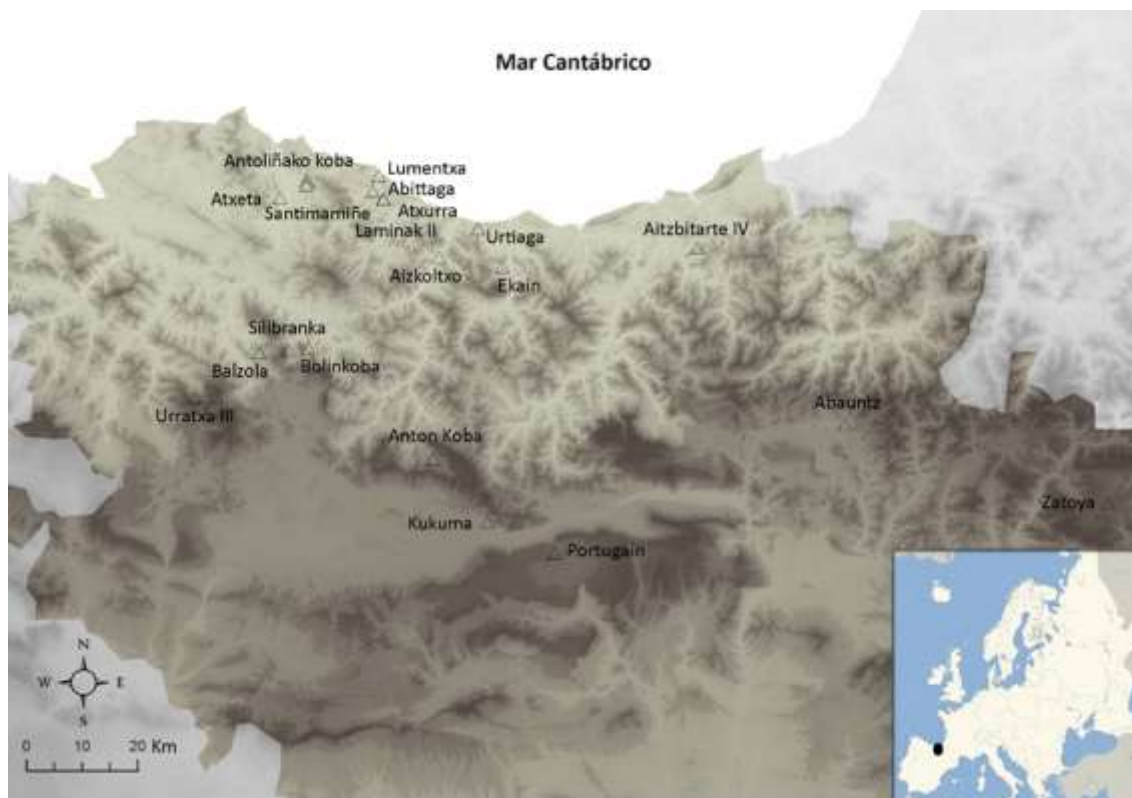 Mar Cantábrico
Antoliñako koba
Lumentxa
Atxeta
Abittaga
Santimamiñe
Atxurra
Laminak II
Urtiaga
Aitzbitarte IV
Aizkoltxo
Ekain
Silibranka
Balzola
Bolinkoba
Urratxa III
Abauntz
Anton Koba
Kukuma
Zatoya
Portugain
N
W E
S
0 10 20 Km